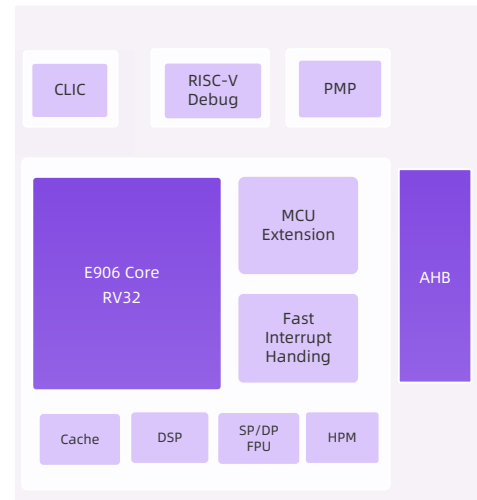 CLIC
RISC-V
Debug
PMP
E906 Core
RV32
MCU
Extension
Fast
Interrupt
Handing
AHB
Cache
DSP
SP/DP
FPU
HPM